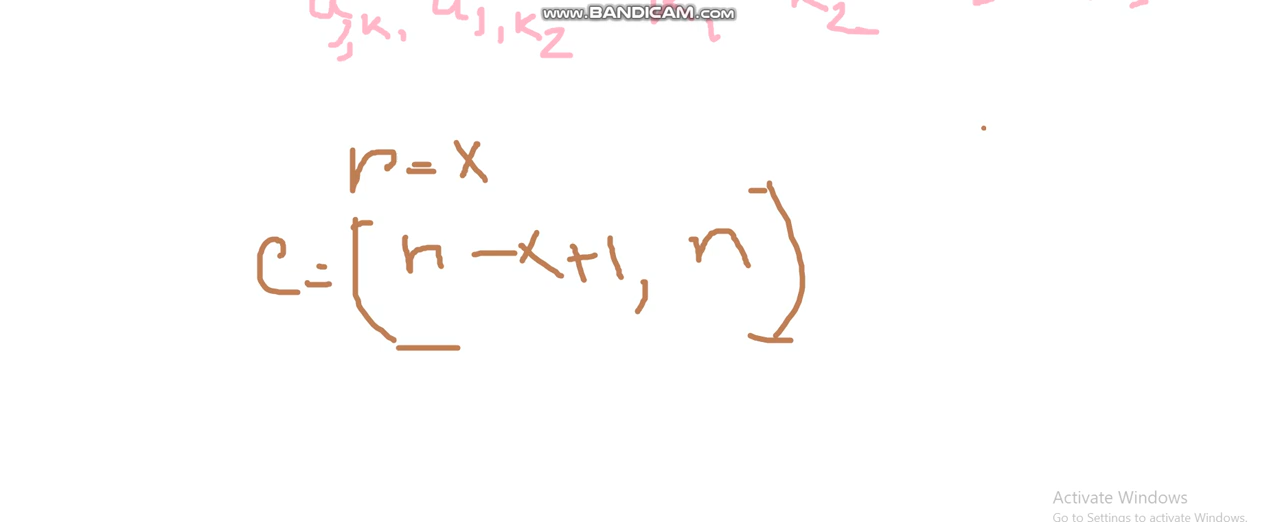 www.BANDICAM.com
r = x
C = [ n - x + 1, n ]
Activate Windows
Go to Settings to activate Windows.